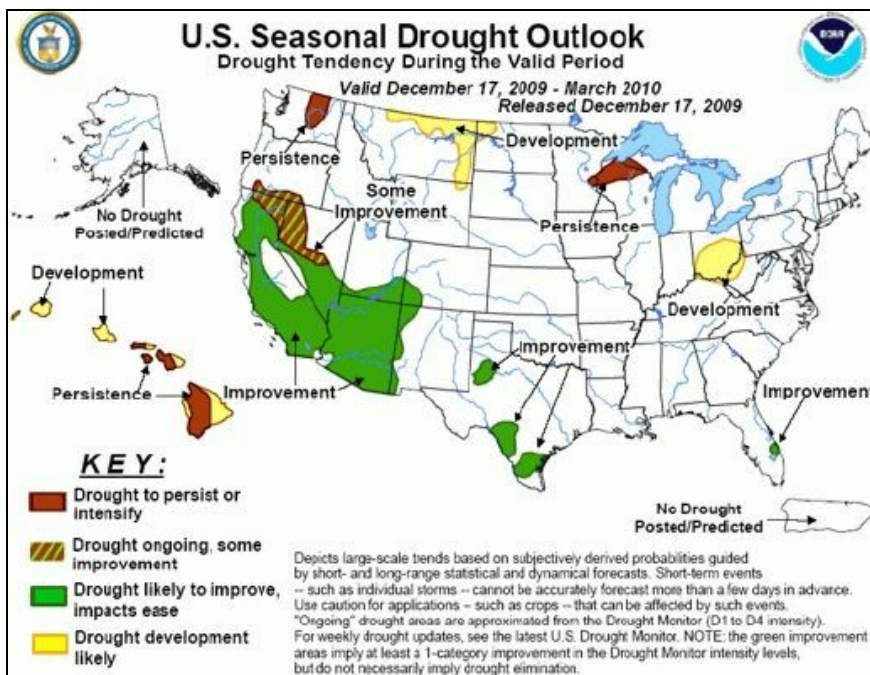 U.S. Seasonal Drought Outlook
Drought Tendency During the Valid Period
Valid December 17, 2009 - March 2010
Released December 17, 2009
Persistence
Development
Some
Improvement
No Drought
Posted/Predicted
Persistence
Development
Development
Improvement
Improvement
Persistence
Improvement
No Drought
Posted/Predicted
KEY:
Drought to persist or
intensify
Drought ongoing, some
improvement
Drought likely to improve,
impacts ease
Drought development
likely
Depicts large-scale trends based on subjectively derived probabilities guided
by short- and long-range statistical and dynamical forecasts. Short-term events
-- such as individual storms -- cannot be accurately forecast more than a few days in advance.
Use caution for applications -- such as crops -- that can be affected by such events.
"Ongoing" drought areas are approximated from the Drought Monitor (D1 to D4 intensity).
For weekly drought updates, see the latest U.S. Drought Monitor. NOTE: the green improvement
areas imply at least a 1-category improvement in the Drought Monitor intensity levels,
but do not necessarily imply drought elimination.